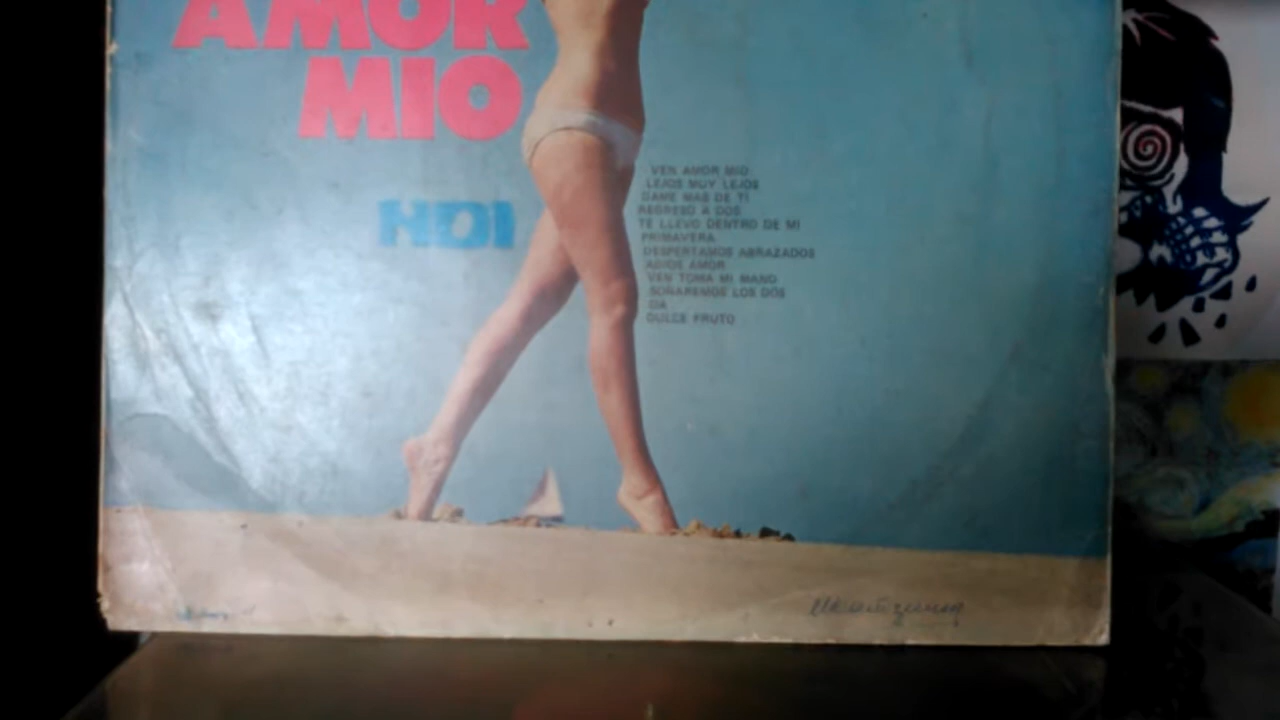 AMOR
MIO
HDI
VEN AMOR MIO
LEJOS MUY LEJOS
DAME MAS DE TI
REGRESO A DOS
TE LLEVO DENTRO DE MI
PRIMAVERA
DESPERTAMOS ABRAZADOS
ADIOS AMOR
VEN TOMA MI MANO
SOÑAREMOS LOS DOS
DULCE FRUTO